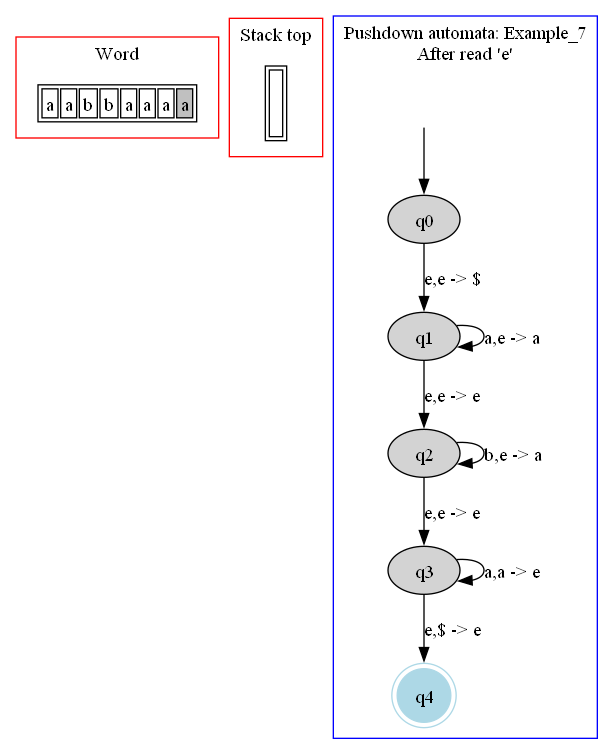 Word
a a b b a a a a
Stack top
Pushdown automata: Example_7
After read 'e'
q0
e,e -> $
q1
a,e -> a
e,e -> e
q2
b,e -> a
e,e -> e
q3
a,a -> e
e,$ -> e
q4